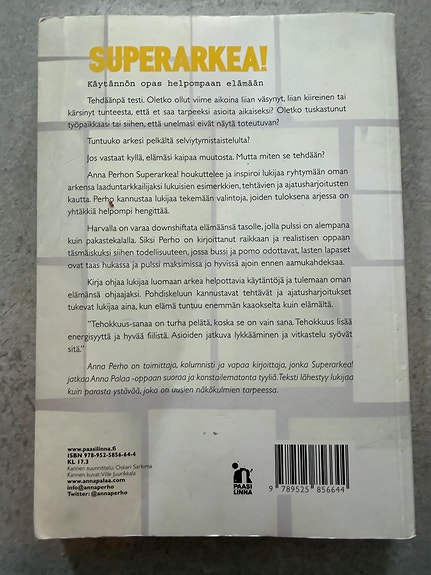 SUPERARKEA!
Käytännön opas helpompaan elämään
Tehdäänpä testi. Oletko ollut viime aikoina liian väsynyt, liian kiireinen tai
kärsinyt tunteesta, että et saa tarpeeksi asioita aikaiseksi? Oletko tuskastunut
työpaikkaasi tai siihen, että unelmasi eivät näytä toteutuvan?
Tuntuuko arkesi pelkältä selviytymistaistelulta?
Jos vastaat kyllä, elämäsi kaipaa muutosta. Mutta miten se tehdään?
Anna Perhon Superarkea! houkuttelee ja inspiroi lukijaa ryhtymään oman
arkensa laaduntarkkailijaksi lukuisien esimerkkien, tehtävien ja ajatusharjoitusten
kautta. Perho kannustaa lukijaa tekemään valintoja, joiden tuloksena arjessa on
yhtäkkiä helpompi hengittää.
Harvalla on varaa downshiftata elämäänsä tasolle, jolla pulssi on alempana
kuin pakastekalalla. Siksi Perho on kirjoittanut raikkaan ja realistisen oppaan
täsmäiskuksi siihen todellisuuteen, jossa bussi ja pomo odottavat, lasten lapaset
ovat taas hukassa ja pulssi maksimissa jo hyvissä ajoin ennen aamukahdeksaa.
Kirja ohjaa lukijaa luomaan arkea helpottavia käytäntöjä ja tulemaan oman
elämänsä ohjaajaksi. Pohdiskeluun kannustavat tehtävät ja ajatusharjoitukset
tukevat lukijaa aina, kun elämä tuntuu enemmän kaaokselta kuin elämältä.
"Tehokkuus-sanaa on turha pelätä, koska se on vain sana. Tehokkuus lisää
energisyyttä ja hyvää fiilistä. Asioiden jatkuva lykkääminen ja vitkastelu syövät
sitä."
Anna Perho on toimittaja, kolumnisti ja vapaa kirjoittaja, jonka Superarkea!
jatkaa Anna Palaa -oppaan suoraa ja konstailematonta tyyliä. Teksti lähestyy lukijaa
kuin parasta ystävää, joka on uusien näkökulmien tarpeessa.
www.paasilinna.fi
ISBN 978-952-5856-64-4
KL 17.3
Kannen suunnittelu: Oskari Sarkima
Kannen kuvat: Ville Juurikkala
www.annapalaa.com
info@annaperho
Twitter: @annaperho
PAASI
LINNA
9 789525 856644